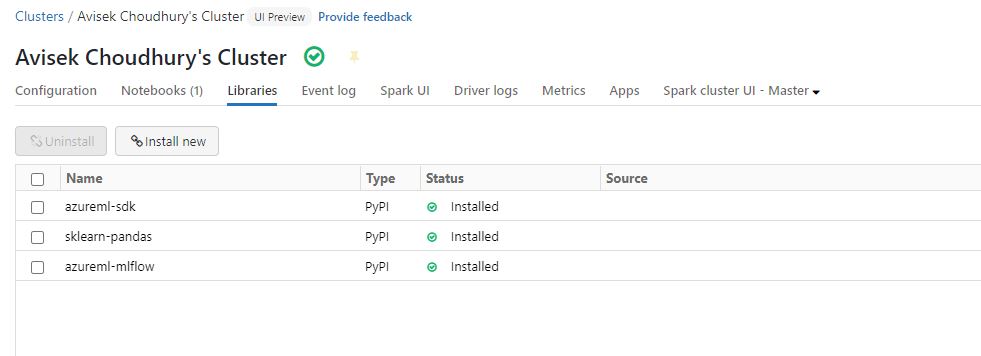 Clusters / Avisek Choudhury's Cluster UI Preview Provide feedback
Avisek Choudhury's Cluster
Configuration Notebooks (1) Libraries Event log Spark UI Driver logs Metrics Apps Spark cluster UI - Master
Uninstall Install new
Name Type Status Source
azureml-sdk PyPI Installed
sklearn-pandas PyPI Installed
azureml-mlflow PyPI Installed